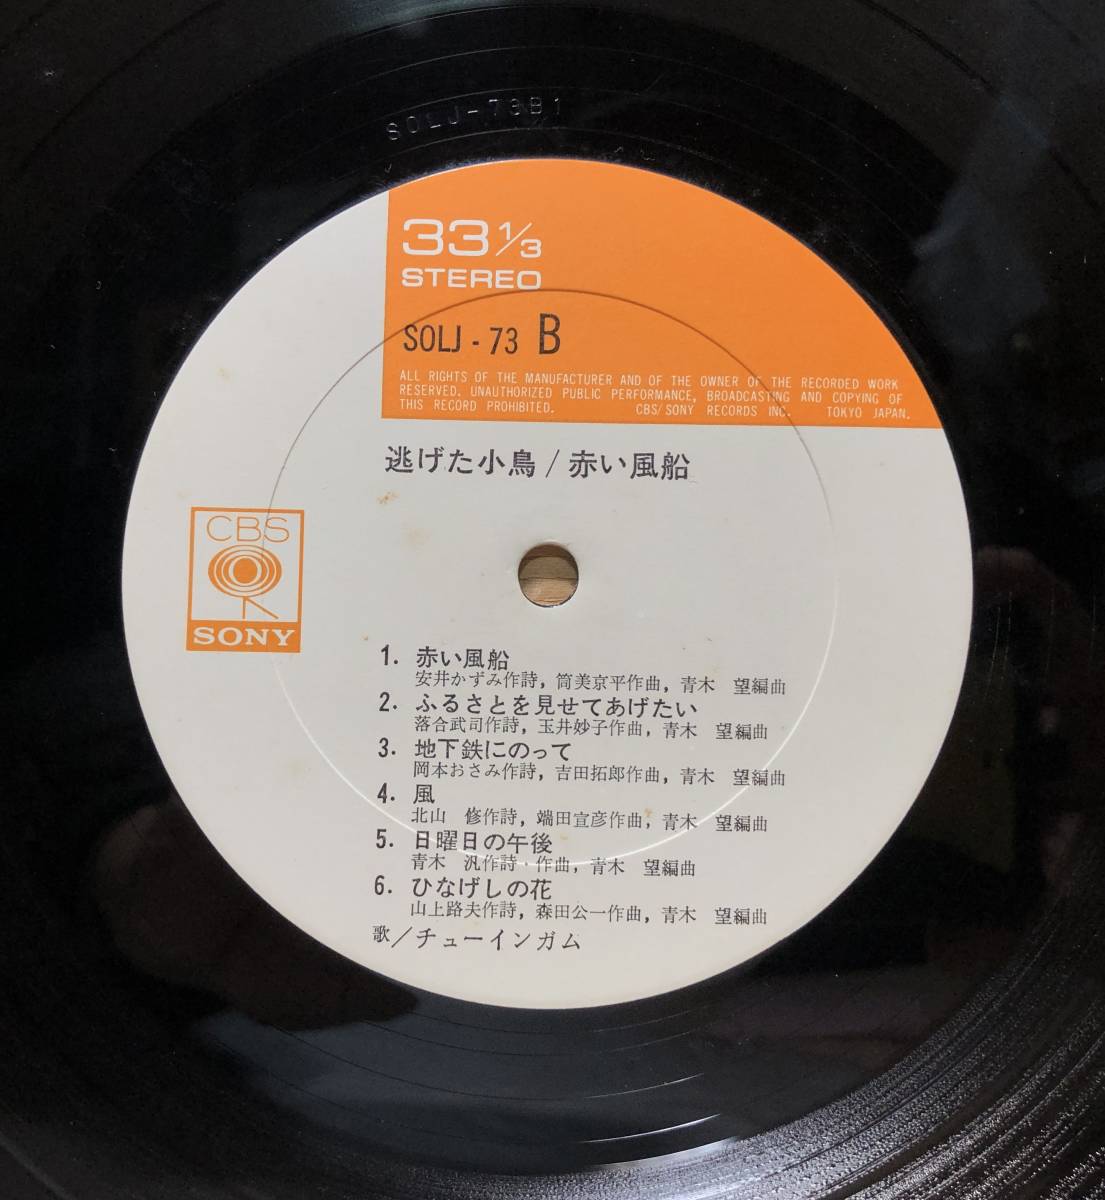 SOLJ-73B1
33 1/3
STEREO
SOLJ - 73 B
ALL RIGHTS OF THE MANUFACTURER AND OF THE OWNER OF THE RECORDED WORK
RESERVED. UNAUTHORIZED PUBLIC PERFORMANCE, BROADCASTING AND COPYING OF
THIS RECORD PROHIBITED. CBS/SONY RECORDS INC. TOKYO JAPAN.
逃げた小鳥/赤い風船
CBS
SONY
1. 赤い風船
安井かずみ作詩, 筒美京平作曲, 青木 望編曲
2. ふるさとを見せてあげたい
落合武司作詩, 玉井妙子作曲, 青木 望編曲
3. 地下鉄にのって
岡本おさみ作詩, 吉田拓郎作曲, 青木 望編曲
4. 風
北山 修作詩, 端田宣彦作曲, 青木 望編曲
5. 日曜日の午後
青木 汎作詩・作曲, 青木 望編曲
6. ひなげしの花
山上路夫作詩, 森田公一作曲, 青木 望編曲
歌/チューインガム